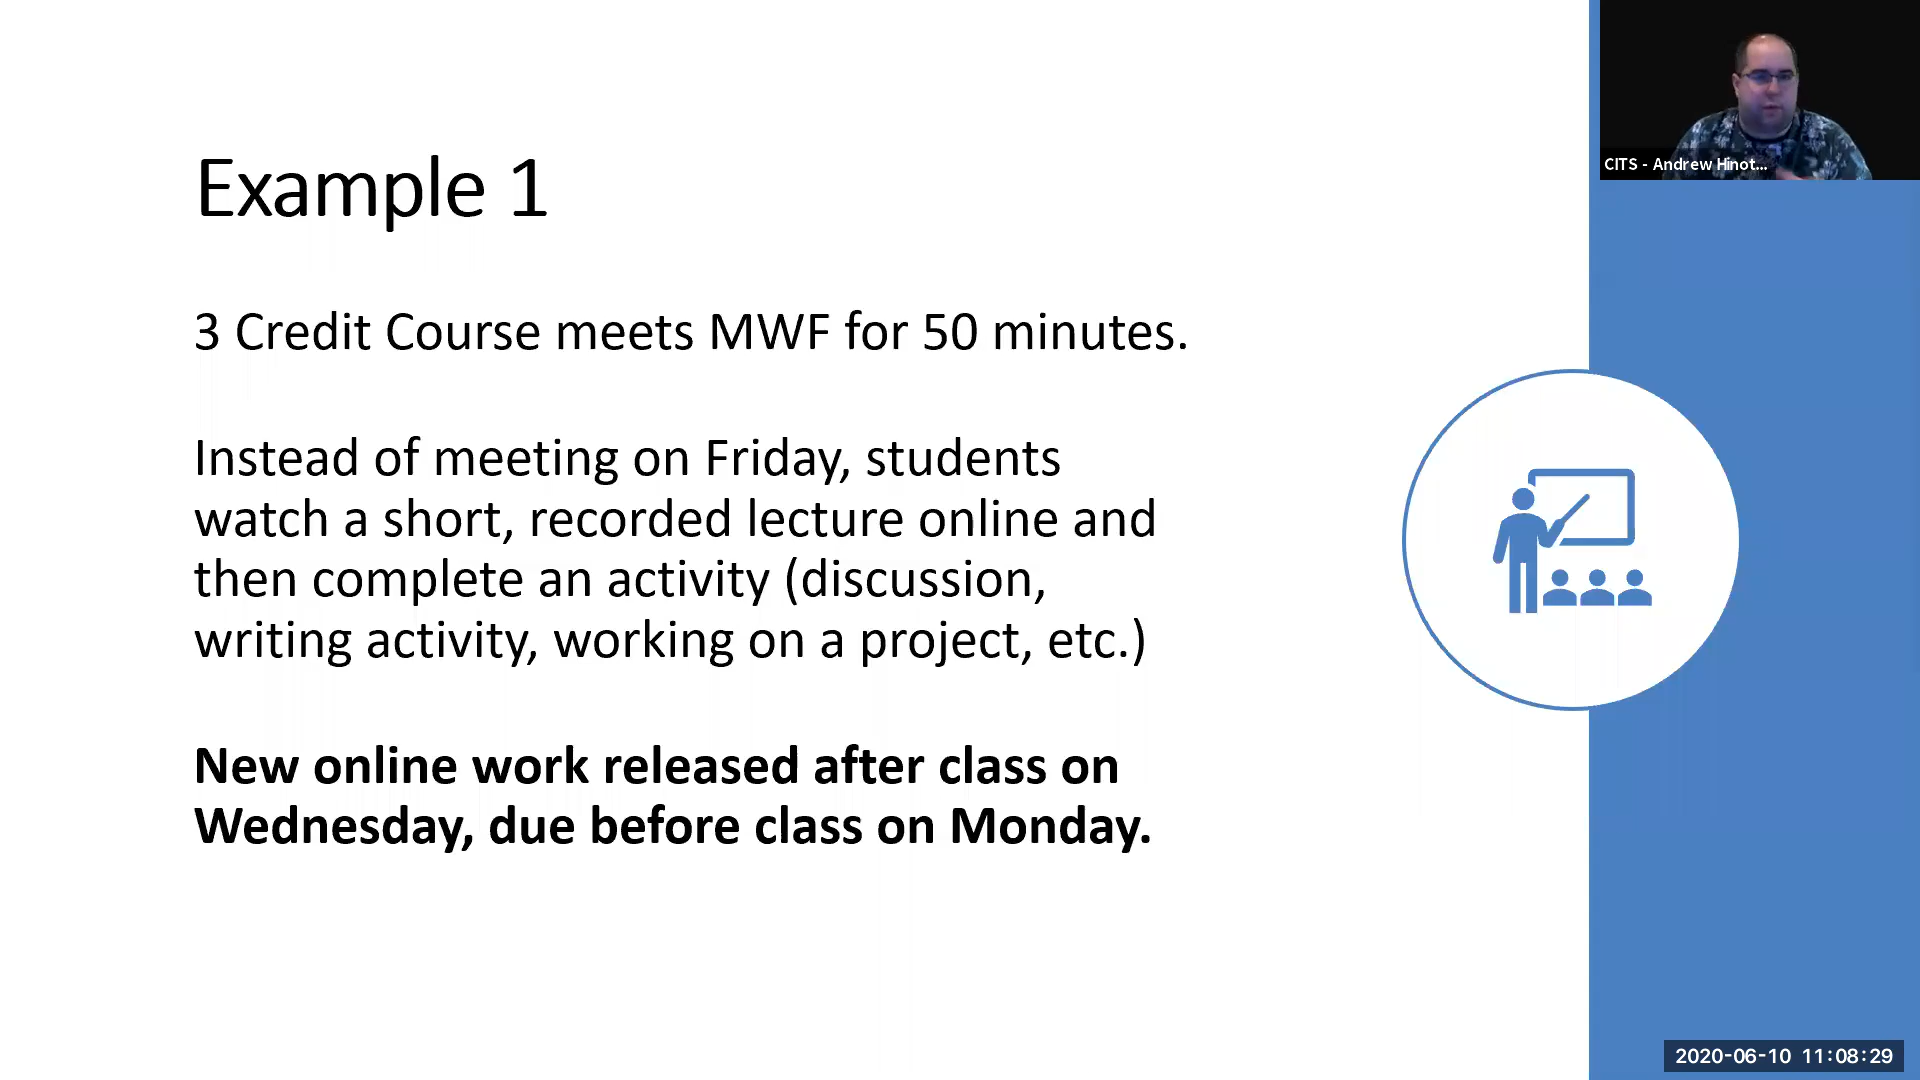 CITS - Andrew Hinot...
Example 1
3 Credit Course meets MWF for 50 minutes.
Instead of meeting on Friday, students
watch a short, recorded lecture online and
then complete an activity (discussion,
writing activity, working on a project, etc.)
New online work released after class on
Wednesday, due before class on Monday.
2020-06-10 11:08:29